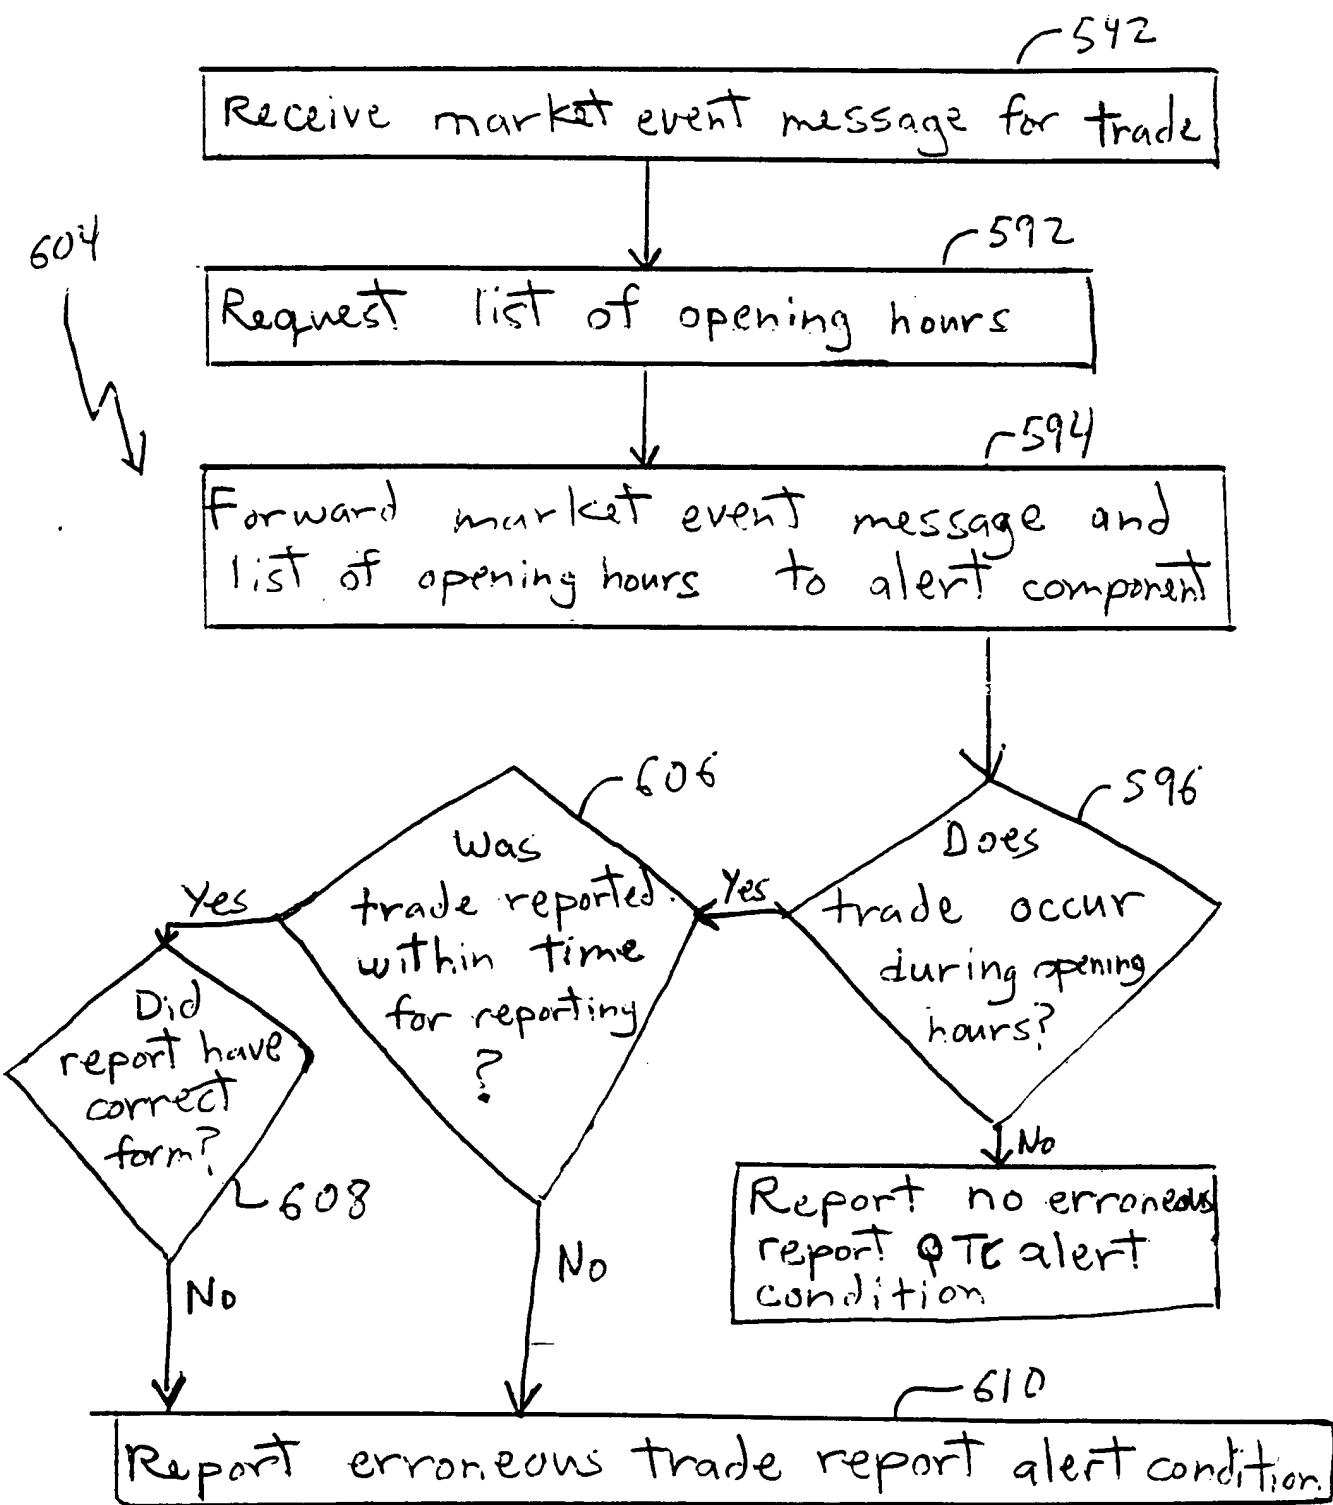 542
Receive market event message for trade
604
592
Request list of opening hours
594
Forward market event message and
list of opening hours to alert component
606
596
Was
trade reported
within time
for reporting
?
Does
trade occur
during opening
hours?
Yes
Yes
Did
report have
correct
form?
608
No
No
No
Report no erroneous
report QTC alert
condition
610
Report erroneous trade report alert condition